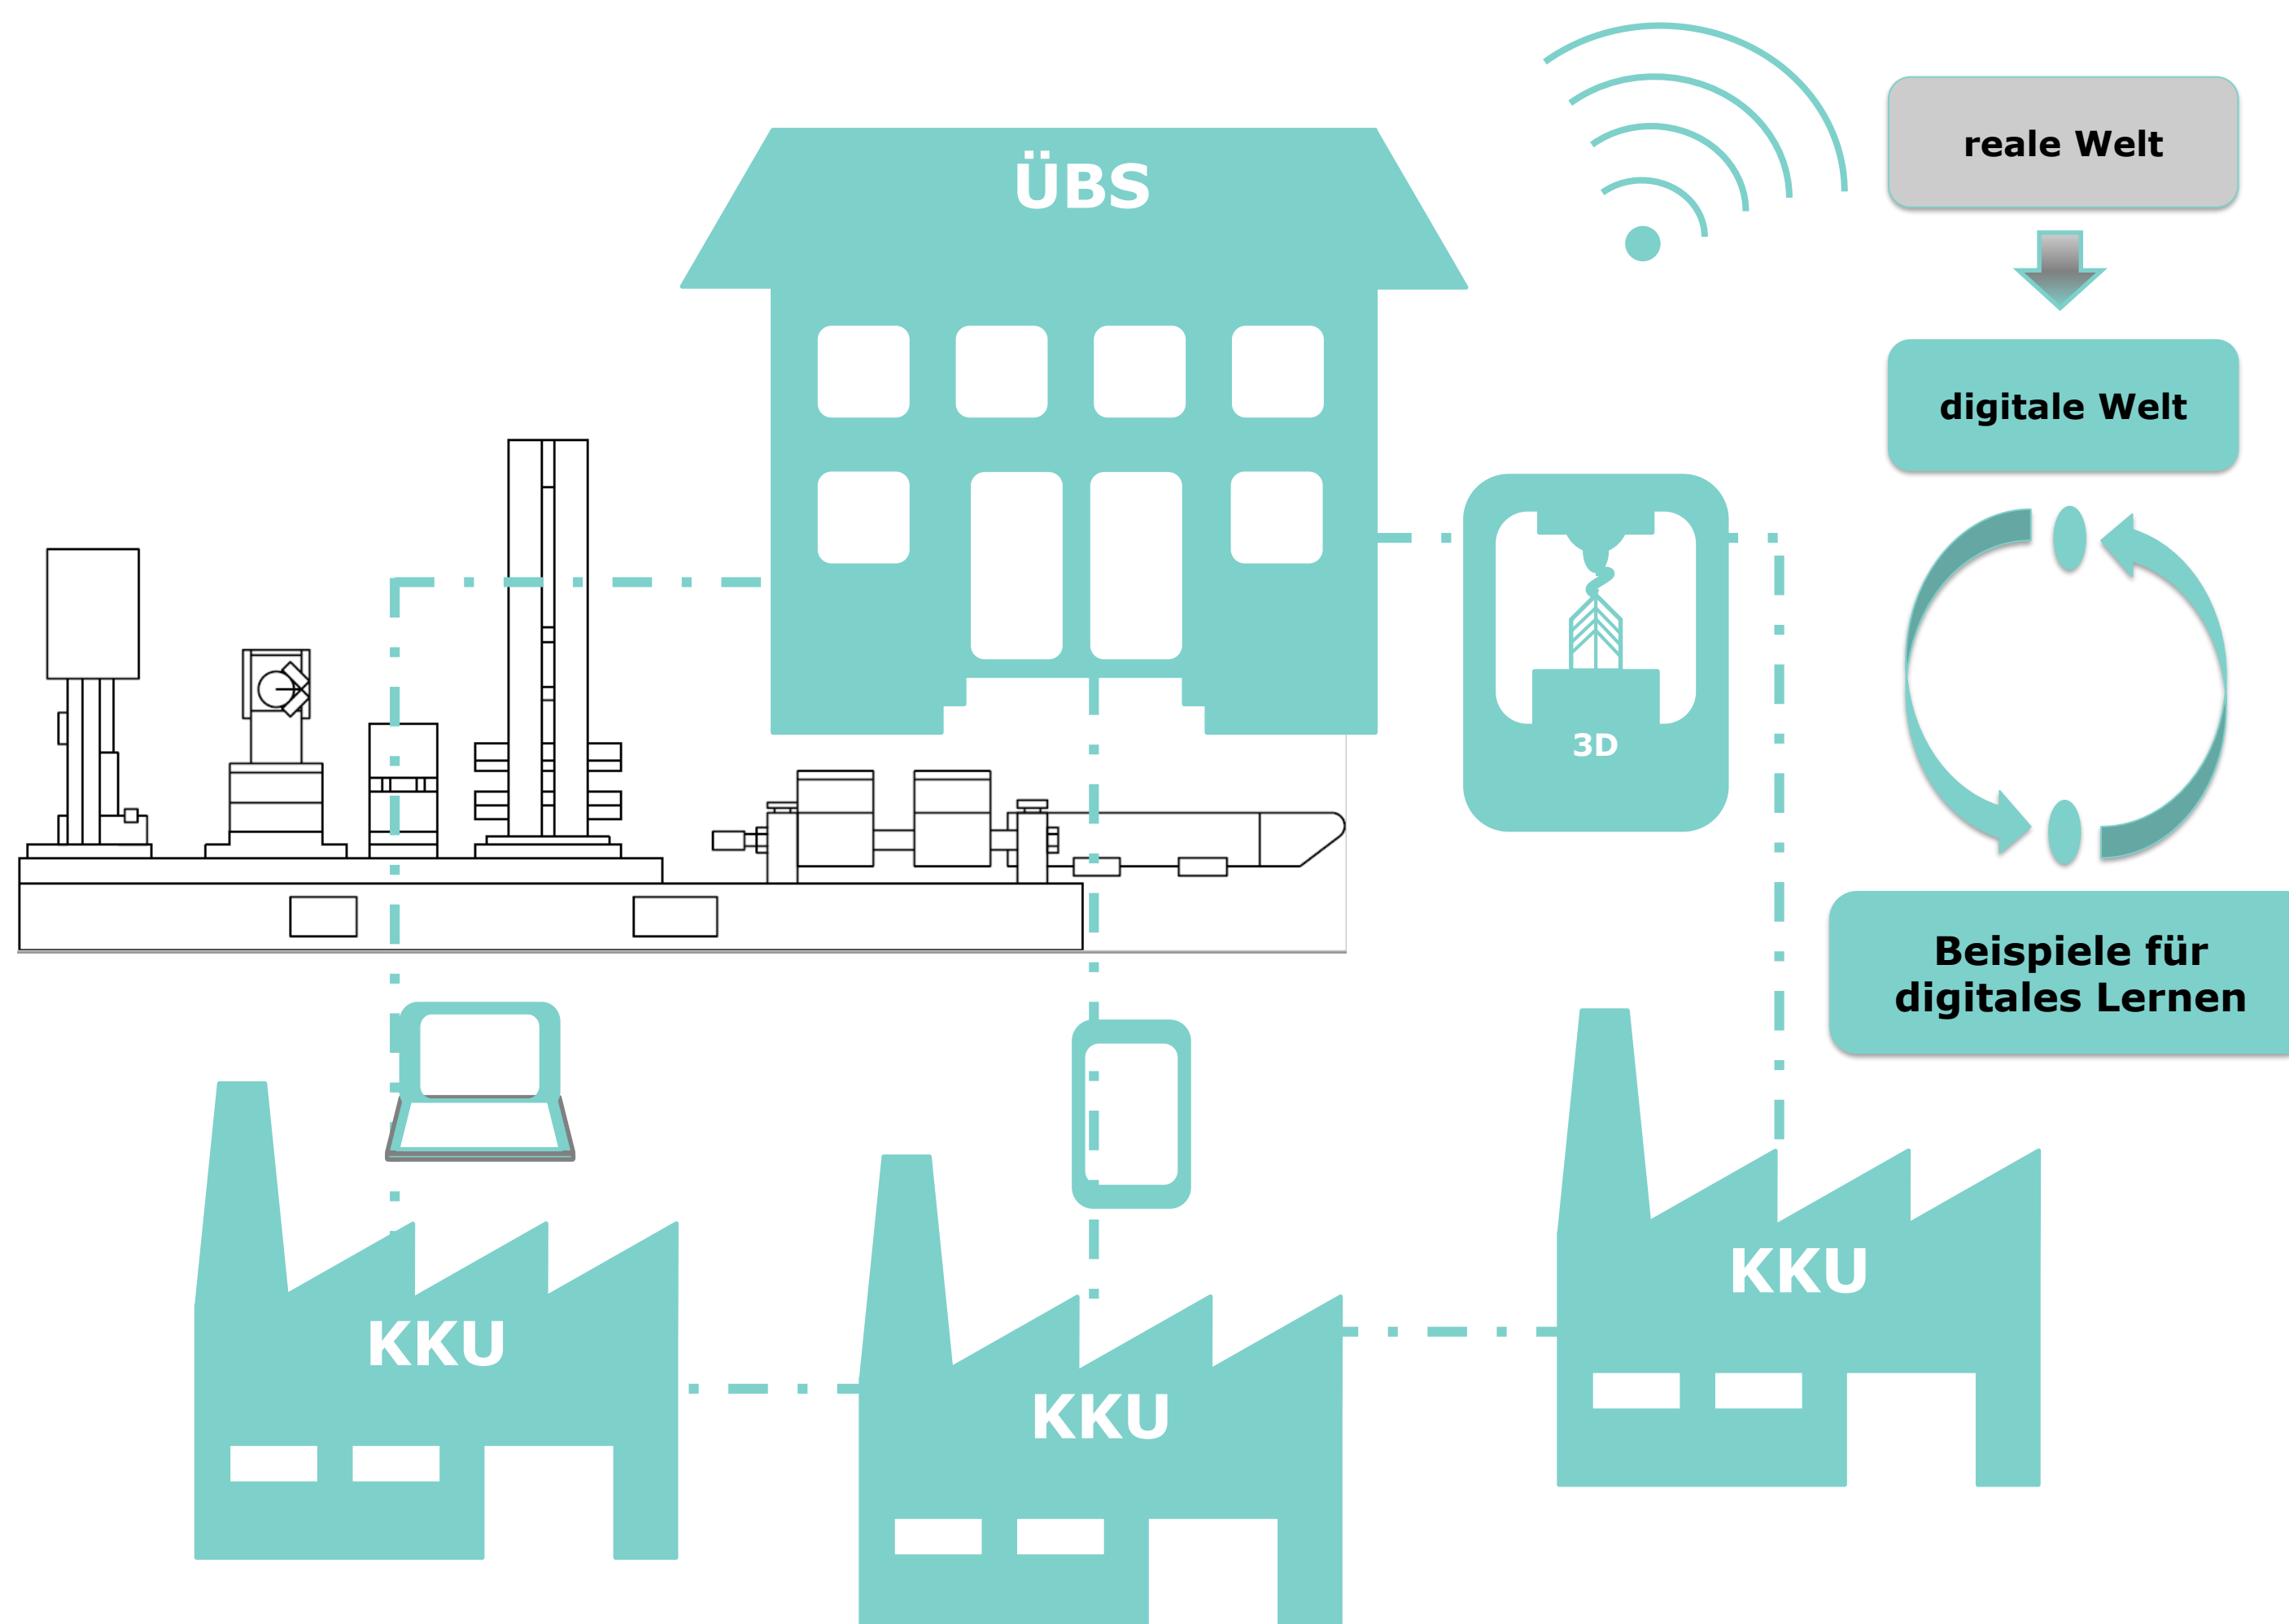 ÜBS
reale Welt
digitale Welt
3D
Beispiele für
digitales Lernen
KKU
KKU
KKU